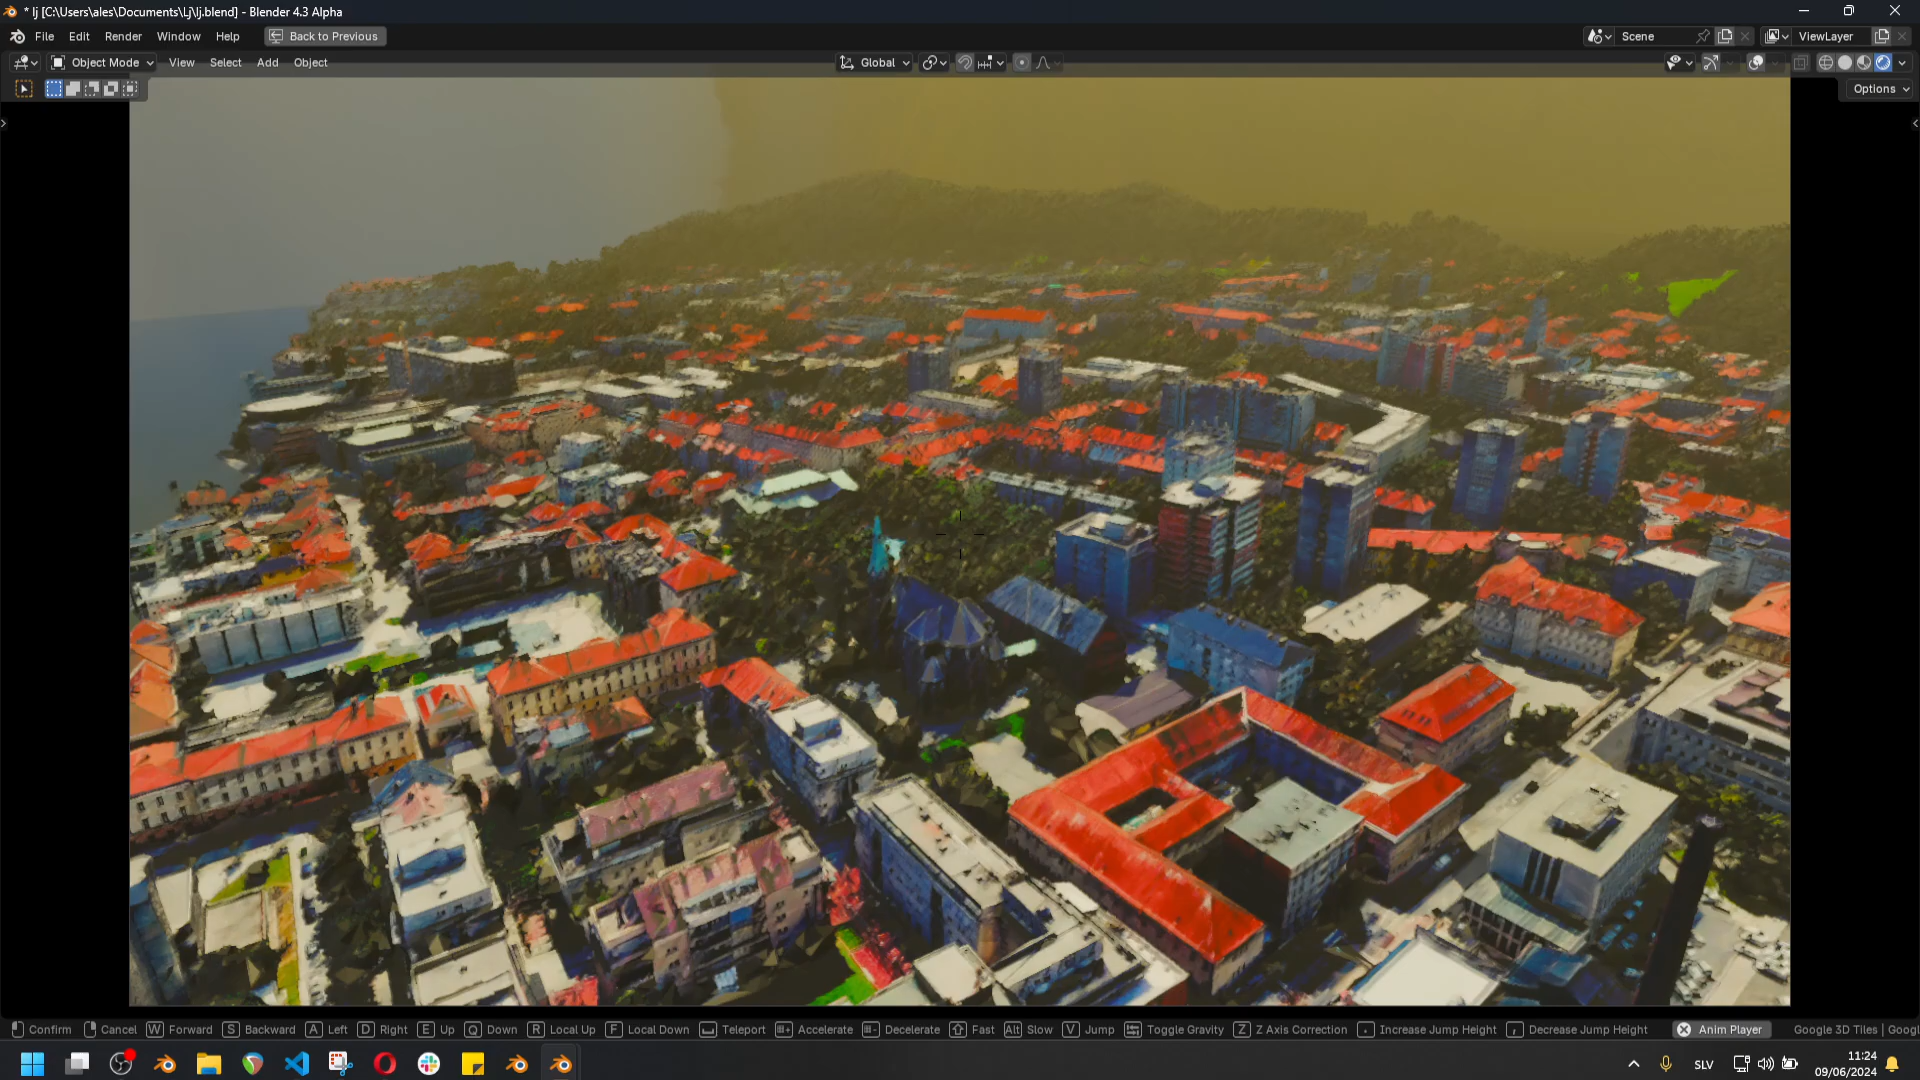 * lj [C:\Users\ales\Documents\Lj\lj.blend] - Blender 4.3 Alpha
File Edit Render Window Help Back to Previous Scene ViewLayer
Object Mode View Select Add Object Global
Options
Confirm Cancel W Forward S Backward A Left D Right E Up Q Down R Local Up F Local Down Teleport Accelerate Decelerate Fast Alt Slow V Jump Toggle Gravity Z Z Axis Correction . Increase Jump Height , Decrease Jump Height Anim Player Google 3D Tiles | Googl
SLV 11:24
09/06/2024